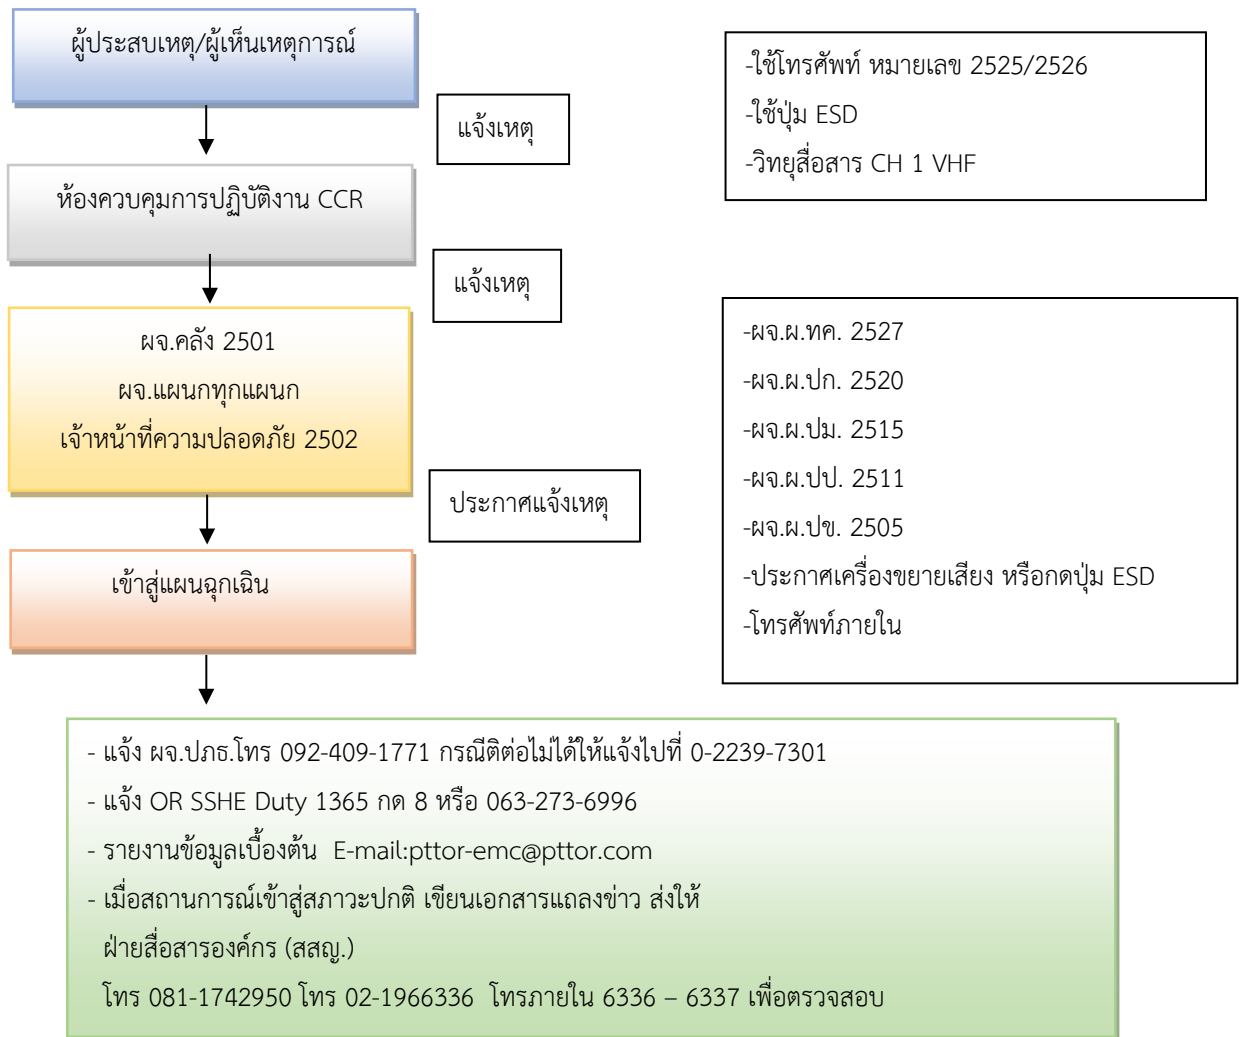 ผู้ประสบเหตุ/ผู้เห็นเหตุการณ์
-ใช้โทรศัพท์ หมายเลข 2525/2526
-ใช้ปุ่ม ESD
-วิทยุสื่อสาร CH 1 VHF
แจ้งเหตุ
ห้องควบคุมการปฏิบัติงาน CCR
แจ้งเหตุ
ผจ.คลัง 2501
ผจ.แผนกทุกแผนก
เจ้าหน้าที่ความปลอดภัย 2502
-ผจ.ผ.ทค. 2527
-ผจ.ผ.ปก. 2520
-ผจ.ผ.ปม. 2515
-ผจ.ผ.ปป. 2511
-ผจ.ผ.ปข. 2505
-ประกาศเครื่องขยายเสียง หรือกดปุ่ม ESD
-โทรศัพท์ภายใน
ประกาศแจ้งเหตุ
เข้าสู่แผนฉุกเฉิน
- แจ้ง ผจ.ปภธ.โทร 092-409-1771 กรณีติต่อไม่ได้ให้แจ้งไปที่ 0-2239-7301
- แจ้ง OR SSHE Duty 1365 กด 8 หรือ 063-273-6996
- รายงานข้อมูลเบื้องต้น E-mail:pttor-emc@pttor.com
- เมื่อสถานการณ์เข้าสู่สภาวะปกติ เขียนเอกสารแถลงข่าว ส่งให้
ฝ่ายสื่อสารองค์กร (สสญ.)
โทร 081-1742950 โทร 02-1966336 โทรภายใน 6336 – 6337 เพื่อตรวจสอบ